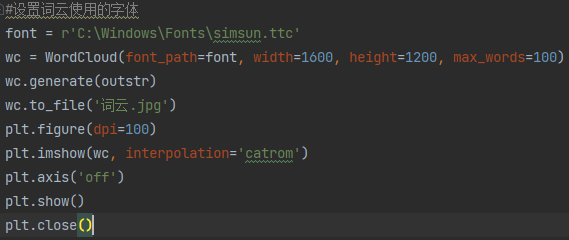 #设置词云使用的字体
font = r'C:\Windows\Fonts\simsun.ttc'
wc = WordCloud(font_path=font, width=1600, height=1200, max_words=100)
wc.generate(outstr)
wc.to_file('词云.jpg')
plt.figure(dpi=100)
plt.imshow(wc, interpolation='catrom')
plt.axis('off')
plt.show()
plt.close()